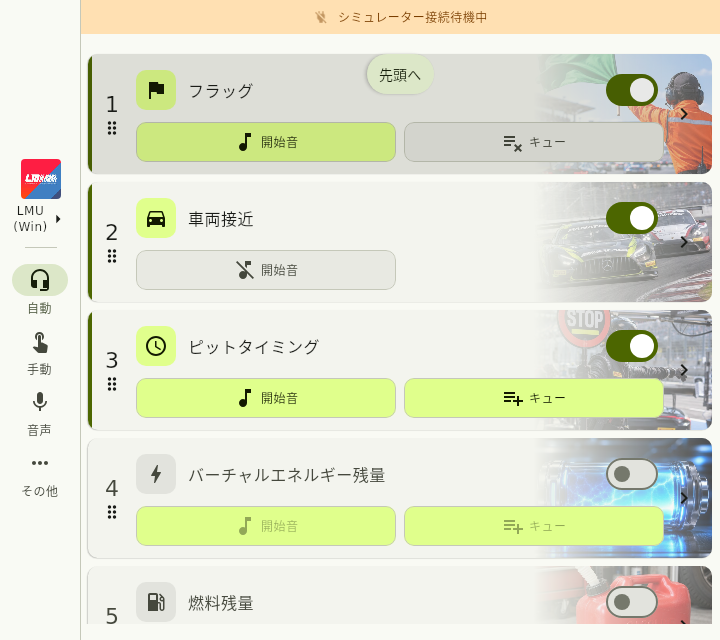 シミュレーター接続待機中
先頭へ
LMU
(Win)
自動
手動
音声
その他
1
フラッグ
開始音
キュー
2
車両接近
開始音
3
ピットタイミング
STOP
開始音
キュー
4
バーチャルエネルギー残量
開始音
キュー
5
燃料残量